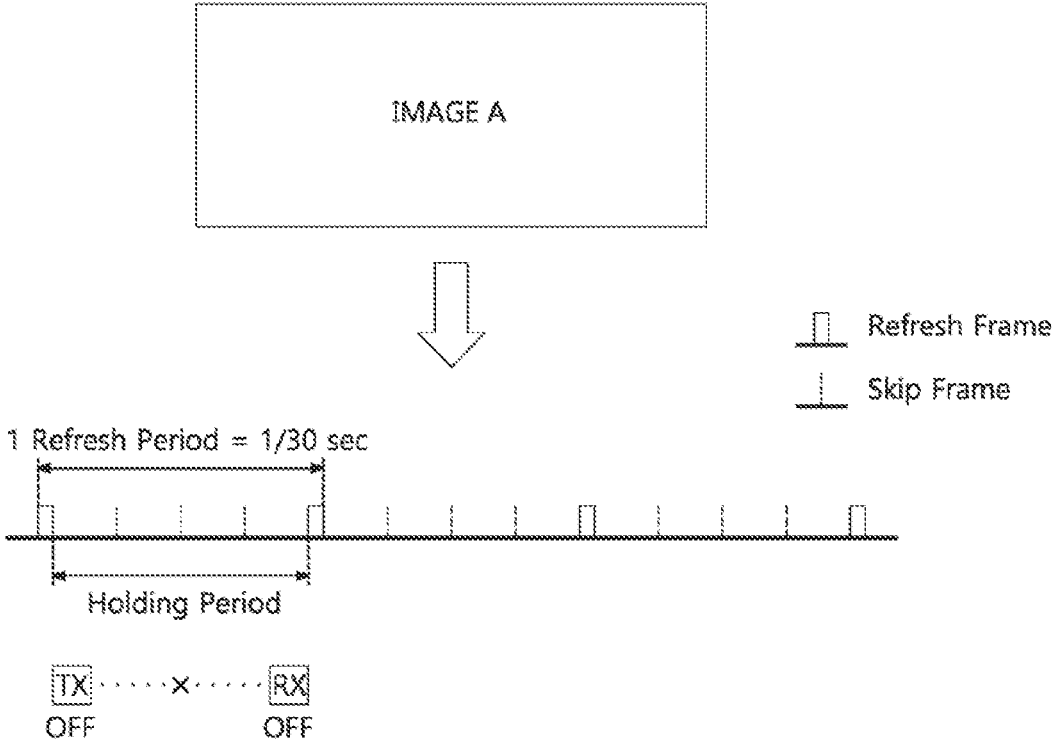 IMAGE A
Refresh Frame
Skip Frame
1 Refresh Period = 1/30 sec
Holding Period
TX × RX
OFF OFF